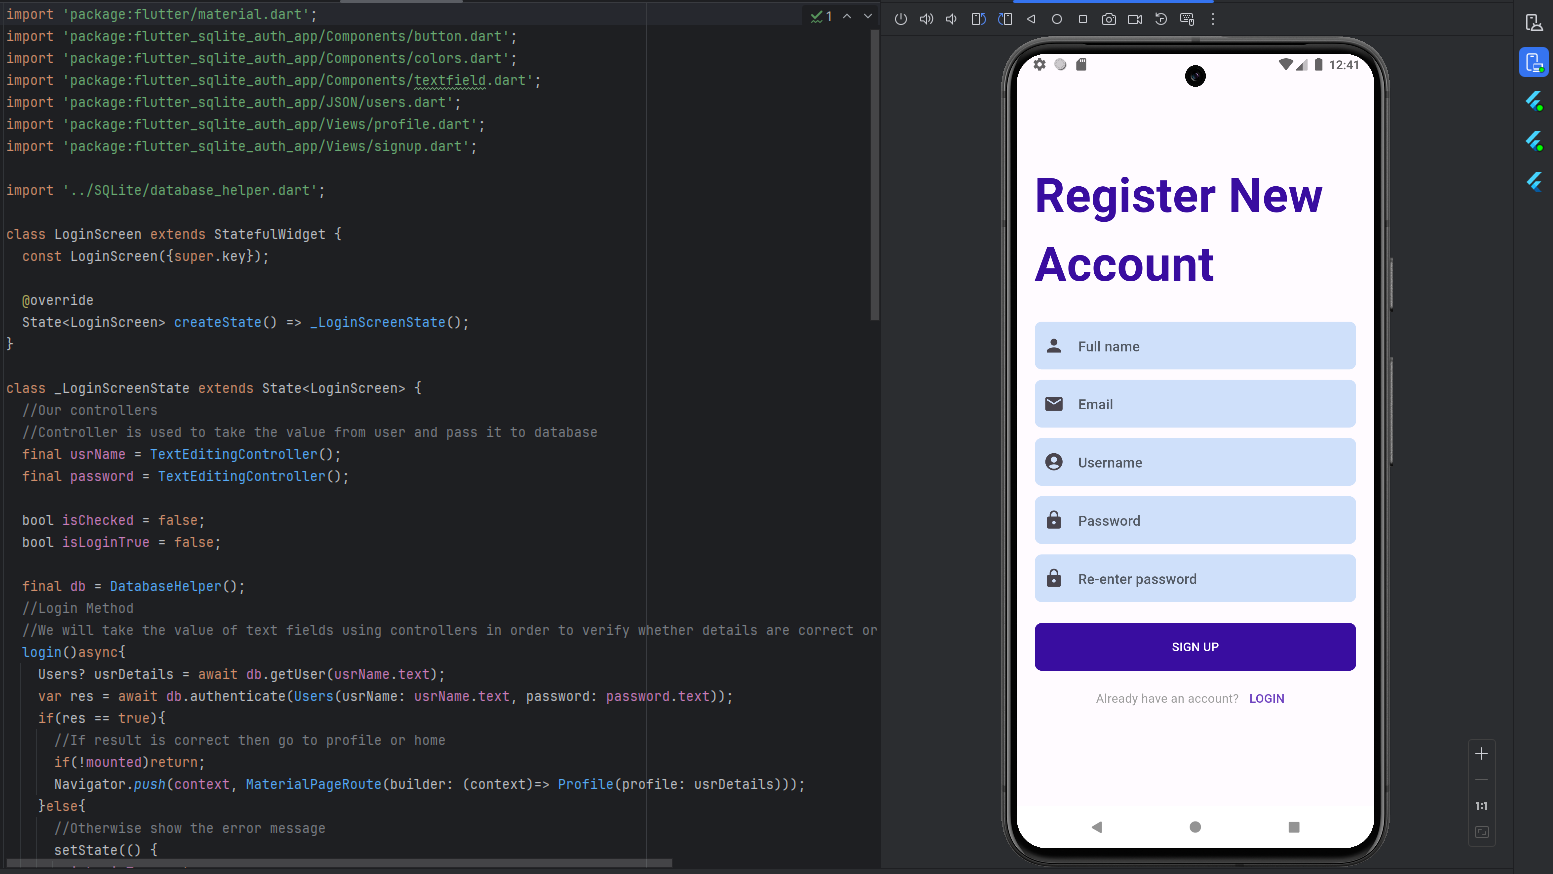 import 'package:flutter/material.dart';
import 'package:flutter_sqlite_auth_app/Components/button.dart';
import 'package:flutter_sqlite_auth_app/Components/colors.dart';
import 'package:flutter_sqlite_auth_app/Components/textfield.dart';
import 'package:flutter_sqlite_auth_app/JSON/users.dart';
import 'package:flutter_sqlite_auth_app/Views/profile.dart';
import 'package:flutter_sqlite_auth_app/Views/signup.dart';
import '../SQLite/database_helper.dart';
class LoginScreen extends StatefulWidget {
const LoginScreen({super.key});
@override
State<LoginScreen> createState() => _LoginScreenState();
}
class _LoginScreenState extends State<LoginScreen> {
//Our controllers
//Controller is used to take the value from user and pass it to database
final usrName = TextEditingController();
final password = TextEditingController();
bool isChecked = false;
bool isLoginTrue = false;
final db = DatabaseHelper();
//Login Method
//We will take the value of text fields using controllers in order to verify whether details are correct or
login()async{
Users? usrDetails = await db.getUser(usrName.text);
var res = await db.authenticate(Users(usrName: usrName.text, password: password.text));
if(res == true){
//If result is correct then go to profile or home
if(!mounted)return;
Navigator.push(context, MaterialPageRoute(builder: (context)=> Profile(profile: usrDetails)));
}else{
//Otherwise show the error message
setState(() {
1
12:41
Register New
Account
Full name
Email
Username
Password
Re-enter password
SIGN UP
Already have an account? LOGIN
1:1